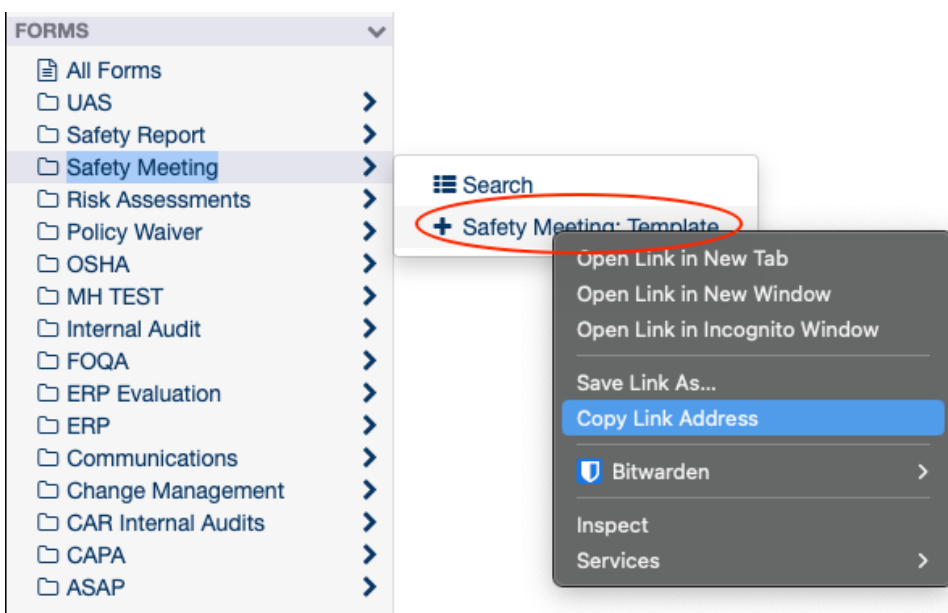 FORMS
All Forms
UAS
Safety Report
Safety Meeting
Risk Assessments
Policy Waiver
OSHA
MH TEST
Internal Audit
FOQA
ERP Evaluation
ERP
Communications
Change Management
CAR Internal Audits
CAPA
ASAP
Search
Safety Meeting: Template
Open Link in New Tab
Open Link in New Window
Open Link in Incognito Window
Save Link As...
Copy Link Address
Bitwarden
Inspect
Services